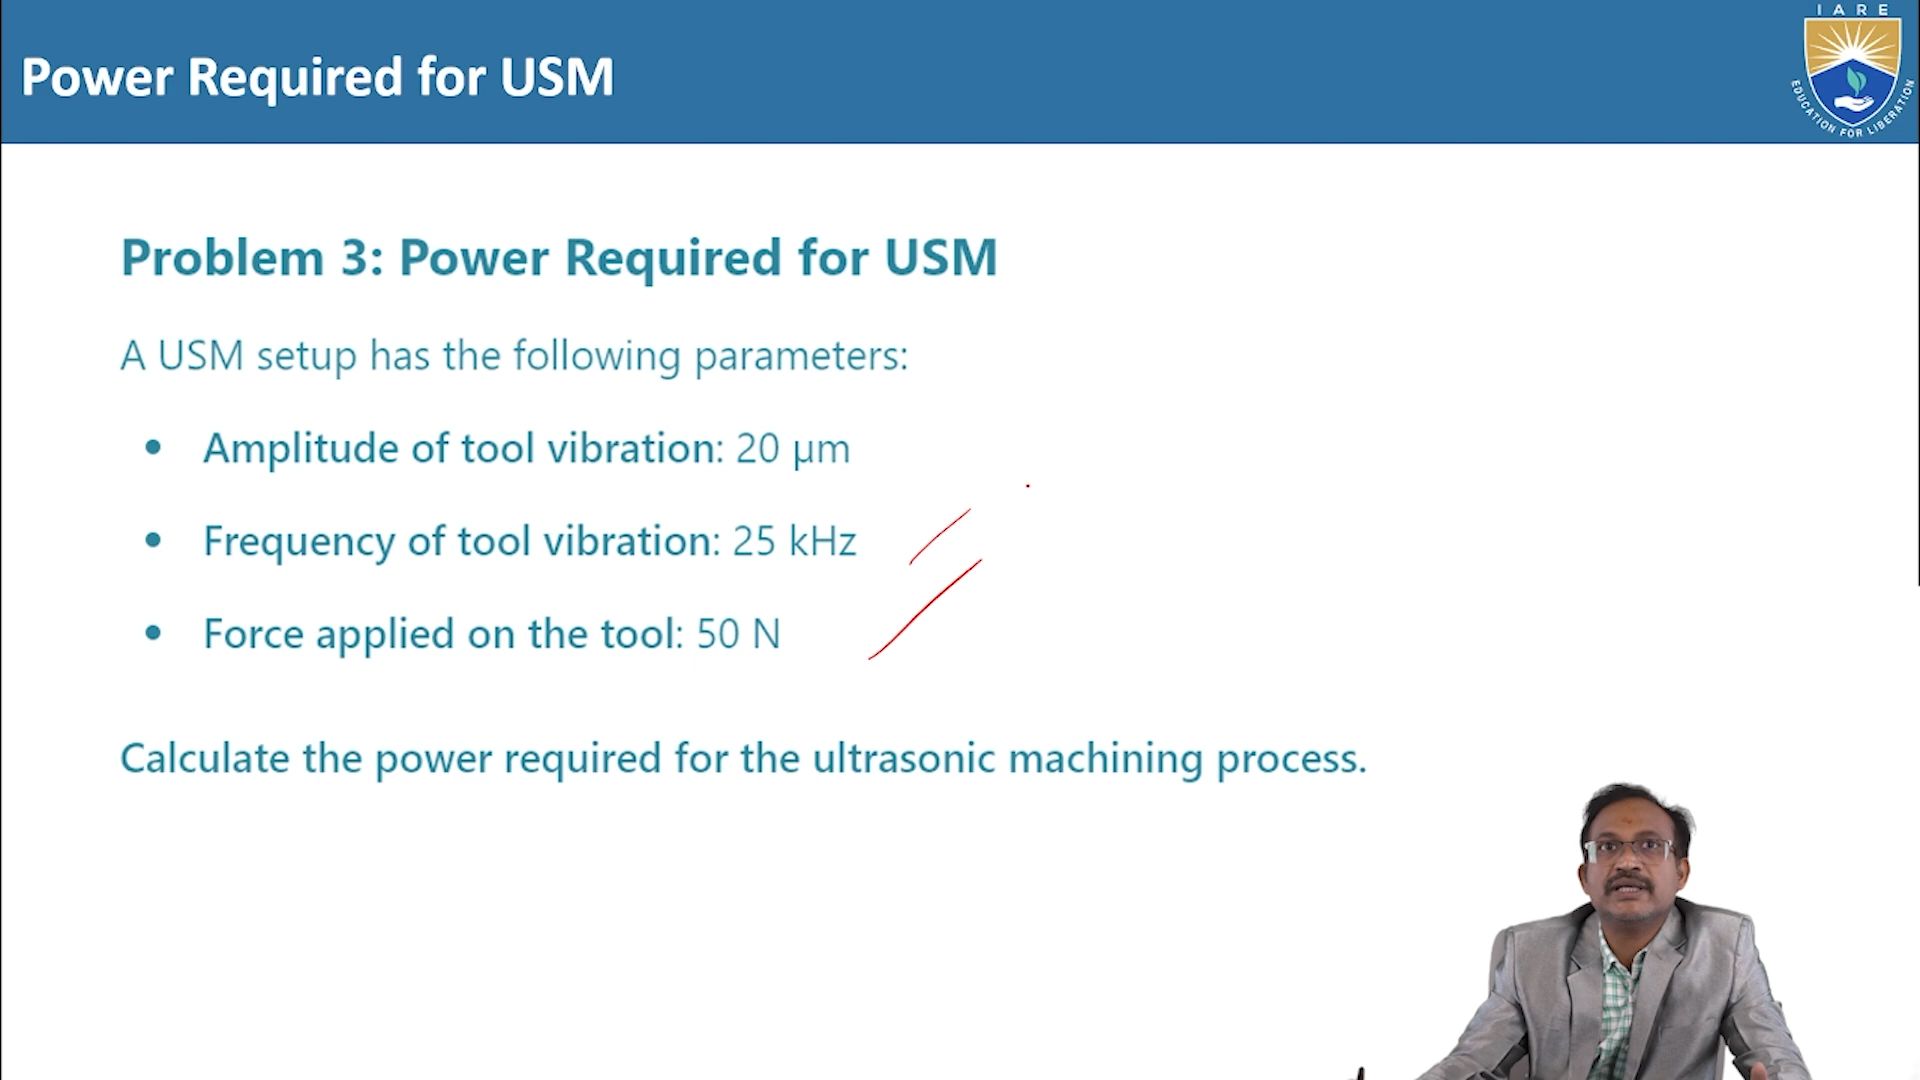 IARE
Power Required for USM
EDUCATION FOR LIBERATION
Problem 3: Power Required for USM
A USM setup has the following parameters:
• Amplitude of tool vibration: 20 µm
• Frequency of tool vibration: 25 kHz
• Force applied on the tool: 50 N
Calculate the power required for the ultrasonic machining process.